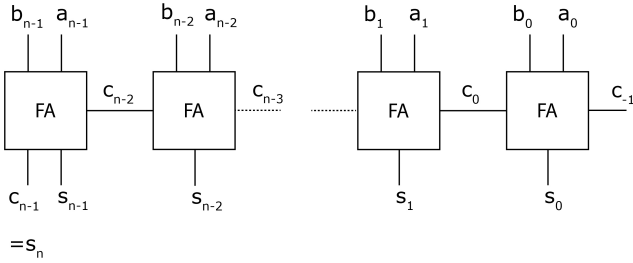 b_{n-1} a_{n-1} b_{n-2} a_{n-2} b_1 a_1 b_0 a_0
FA c_{n-2} FA c_{n-3} FA c_0 FA c_{-1}
c_{n-1} s_{n-1} s_{n-2} s_1 s_0
=s_n